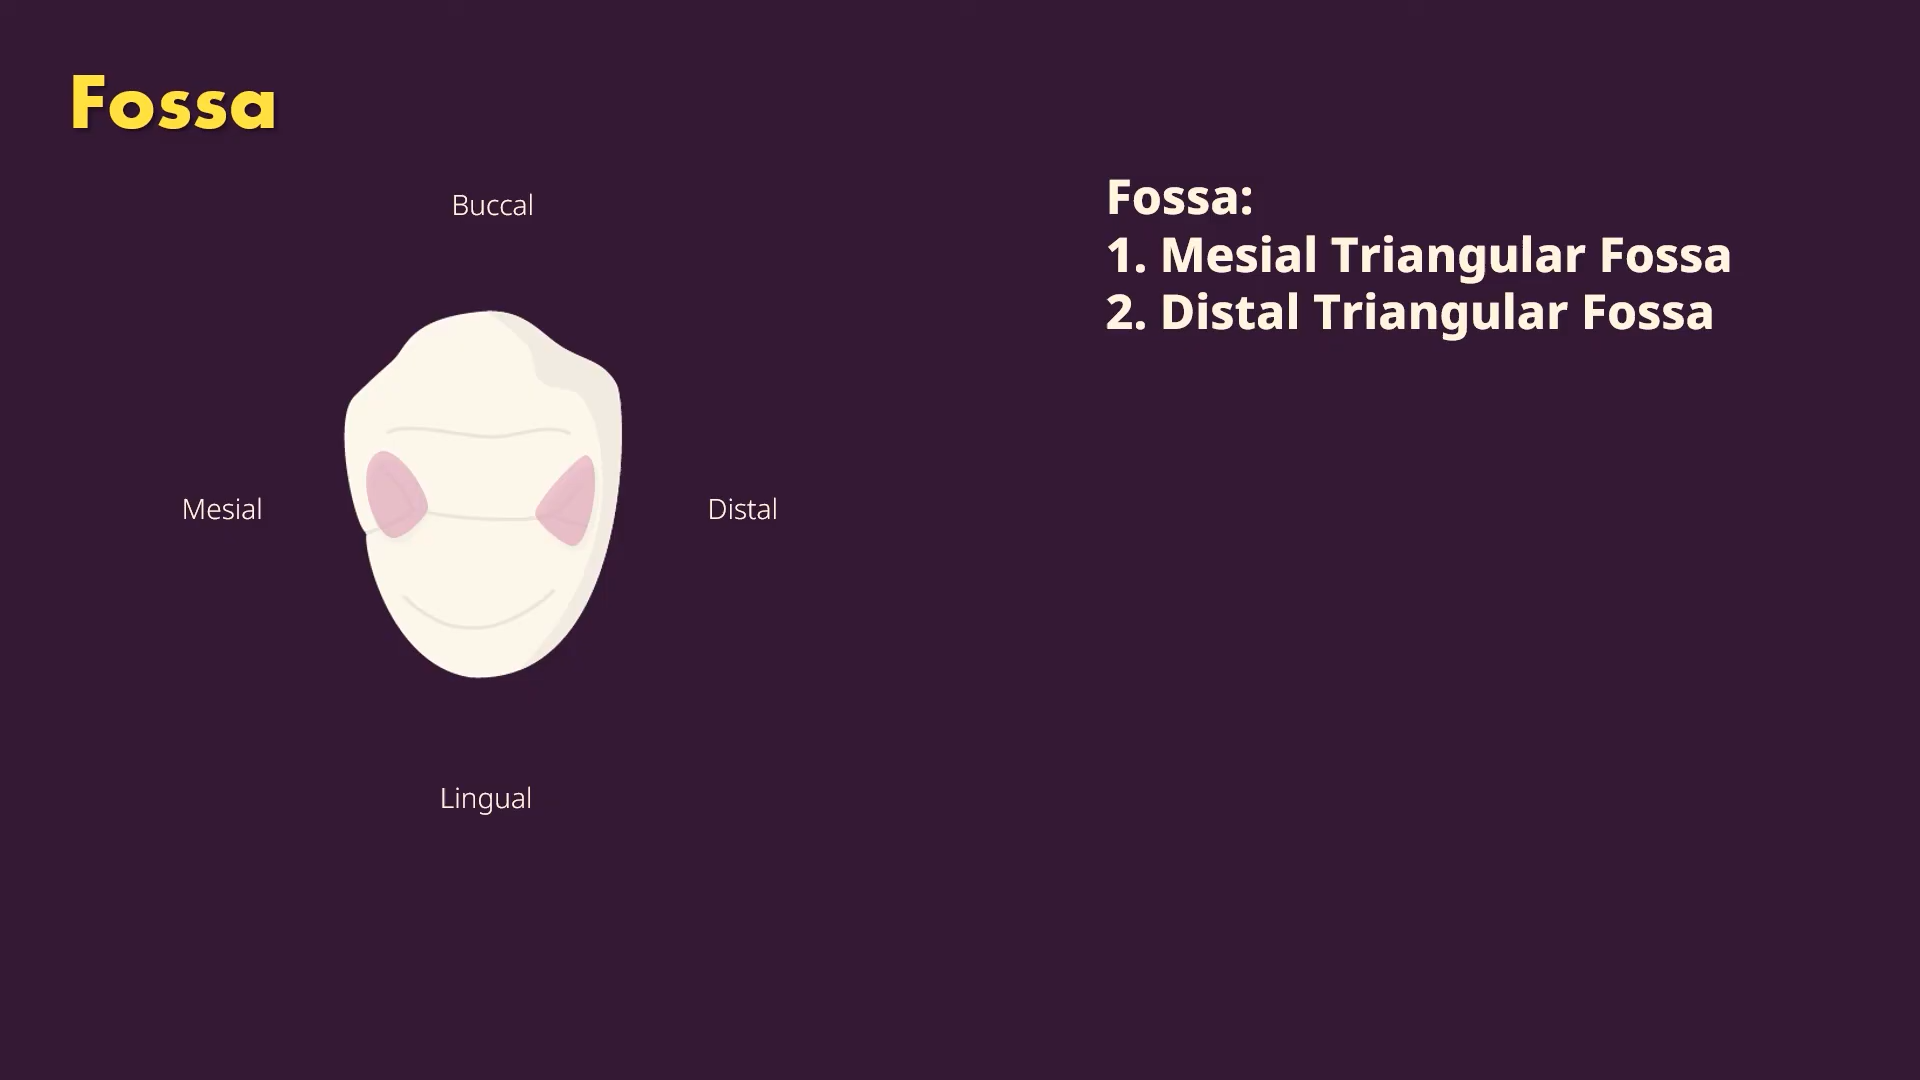 Fossa
Buccal
Mesial
Distal
Lingual
Fossa:
1. Mesial Triangular Fossa
2. Distal Triangular Fossa